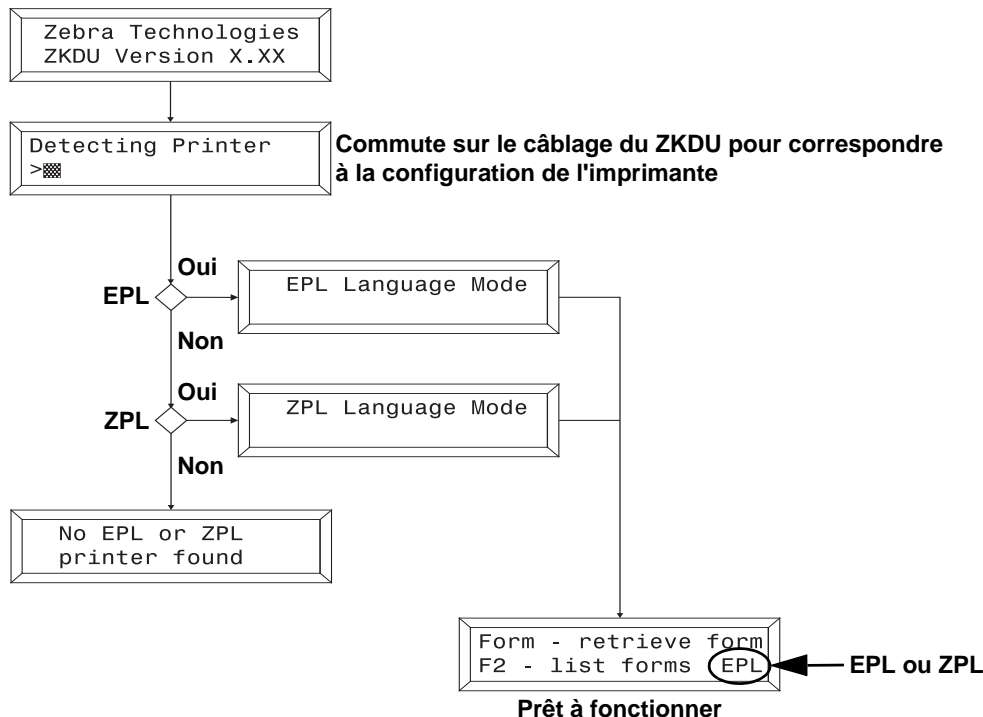 Zebra Technologies
ZKDU Version X.XX
Detecting Printer
>▒
Commute sur le câblage du ZKDU pour correspondre
à la configuration de l'imprimante
Oui
EPL
EPL Language Mode
Non
Oui
ZPL
ZPL Language Mode
Non
No EPL or ZPL
printer found
Form - retrieve form
F2 - list forms EPL
EPL ou ZPL
Prêt à fonctionner